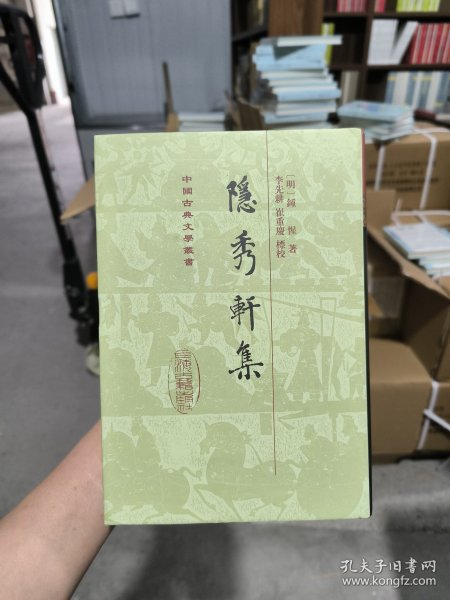 [明]鍾惺 著
李先耕 崔重慶 標校
隱秀軒集
中國古典文學叢書
孔夫子旧书网
www.kongfz.com